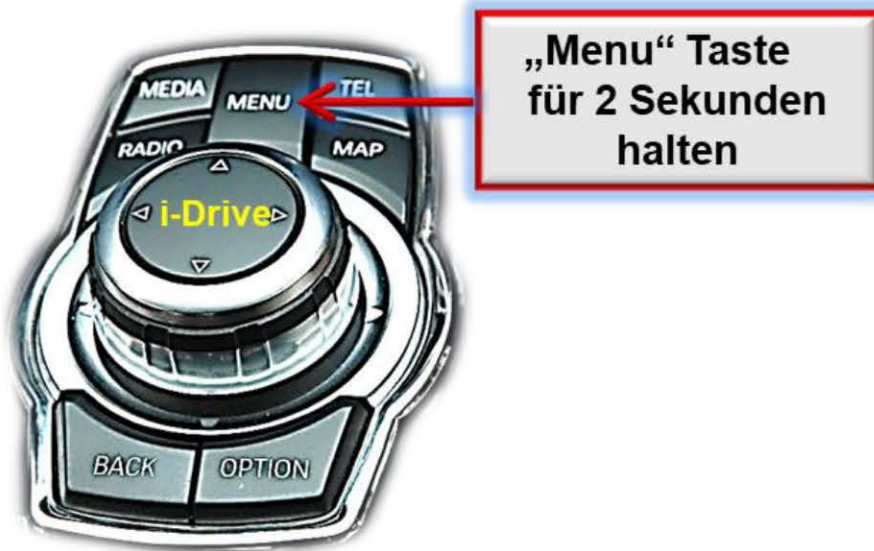 „Menu“ Taste
für 2 Sekunden
halten
MEDIA
MENU
TEL
RADIO
MAP
i-Drive
BACK
OPTION